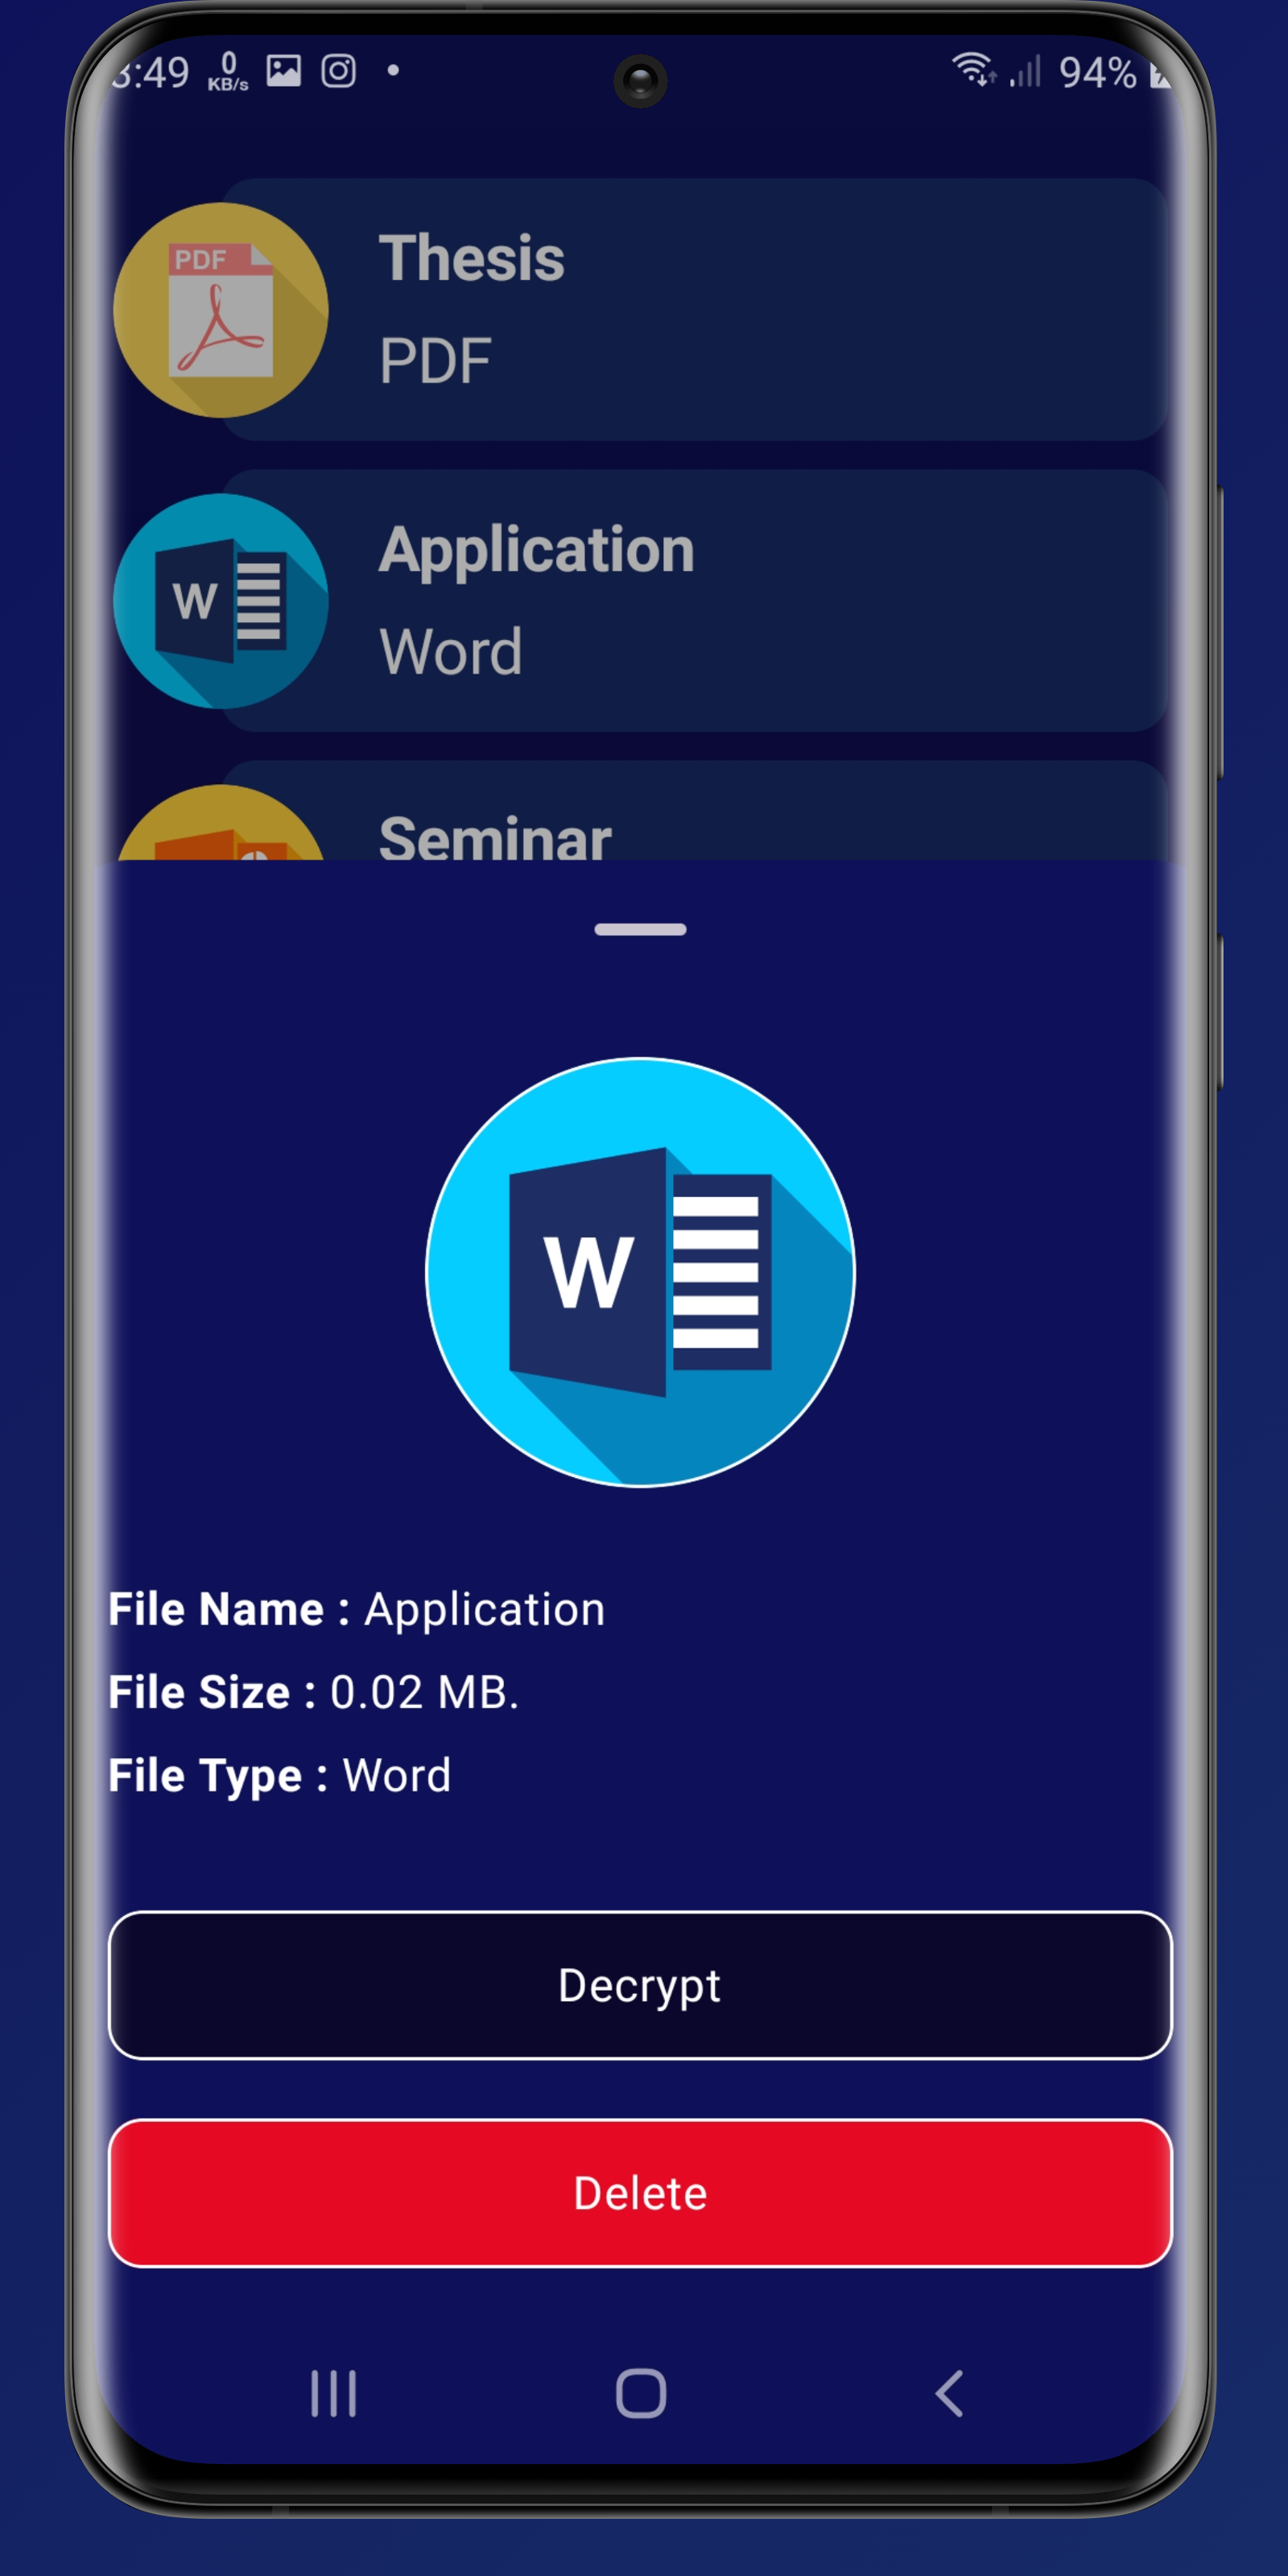 3:49 0 KB/s 94%
PDF
Thesis
PDF
W
Application
Word
Seminar
W
File Name : Application
File Size : 0.02 MB.
File Type : Word
Decrypt
Delete